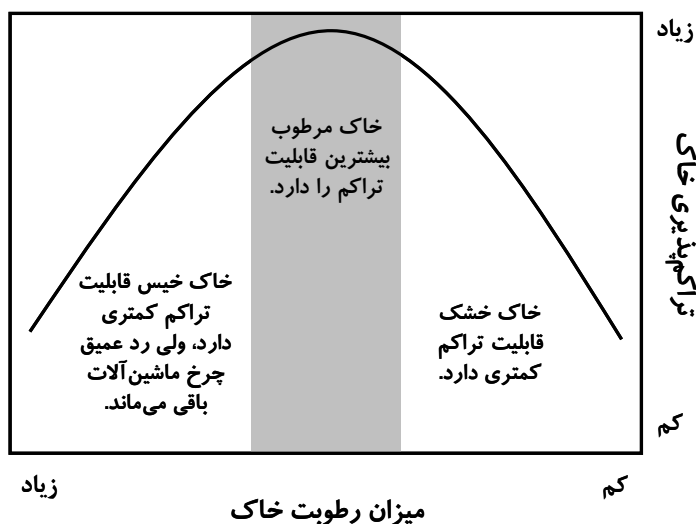 زیاد
تراکم‌پذیری خاک
کم
خاک مرطوب
بیشترین قابلیت
تراکم را دارد.
خاک خشک
قابلیت تراکم
کمتری دارد.
خاک خیس قابلیت
تراکم کمتری
دارد، ولی رد عمیق
چرخ ماشین‌آلات
باقی می‌ماند.
کم
زیاد
میزان رطوبت خاک